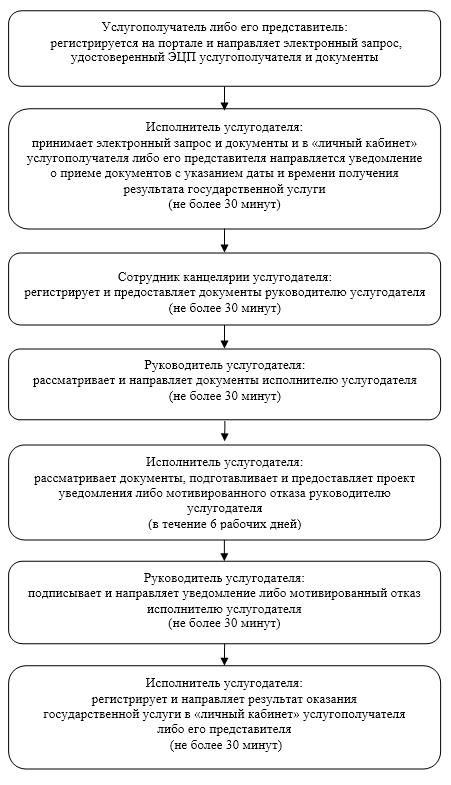 Услугополучатель либо его представитель:
регистрируется на портале и направляет электронный запрос,
удостоверенный ЭЦП услугополучателя и документы
Исполнитель услугодателя:
принимает электронный запрос и документы и в «личный кабинет»
услугополучателя либо его представителя направляется уведомление
о приеме документов с указанием даты и времени получения
результата государственной услуги
(не более 30 минут)
Сотрудник канцелярии услугодателя:
регистрирует и предоставляет документы руководителю услугодателя
(не более 30 минут)
Руководитель услугодателя:
рассматривает и направляет документы исполнителю услугодателя
(не более 30 минут)
Исполнитель услугодателя:
рассматривает документы, подготавливает и предоставляет проект
уведомления либо мотивированного отказа руководителю
услугодателя
(в течение 6 рабочих дней)
Руководитель услугодателя:
подписывает и направляет уведомление либо мотивированный отказ
исполнителю услугодателя
(не более 30 минут)
Исполнитель услугодателя:
регистрирует и направляет результат оказания
государственной услуги в «личный кабинет» услугополучателя
либо его представителя
(не более 30 минут)